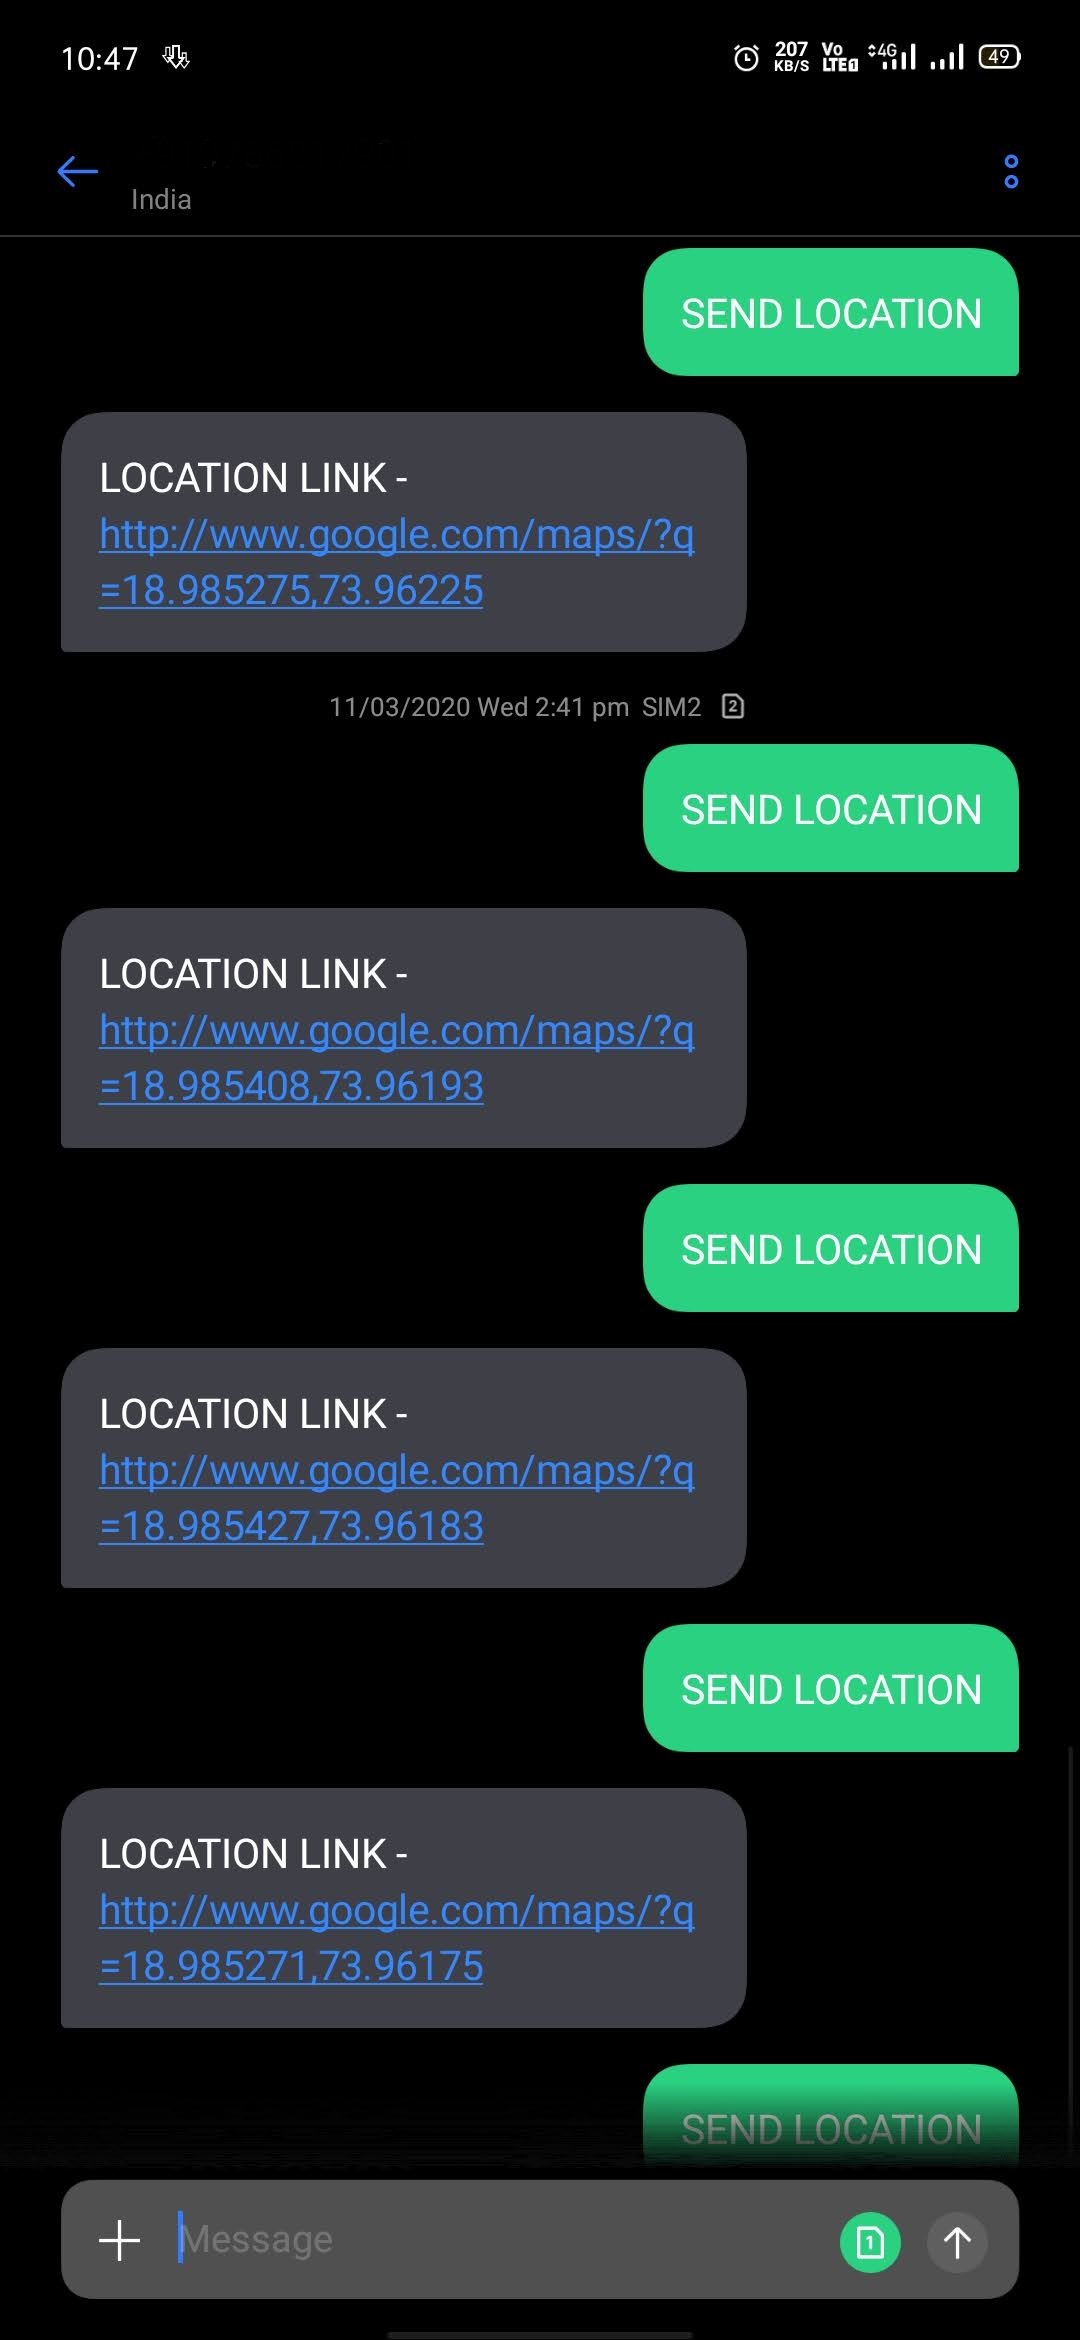 10:47
207 KB/S Vo LTE1 4G 49
India
SEND LOCATION
LOCATION LINK -
http://www.google.com/maps/?q
=18.985275,73.96225
11/03/2020 Wed 2:41 pm SIM2 2
SEND LOCATION
LOCATION LINK -
http://www.google.com/maps/?q
=18.985408,73.96193
SEND LOCATION
LOCATION LINK -
http://www.google.com/maps/?q
=18.985427,73.96183
SEND LOCATION
LOCATION LINK -
http://www.google.com/maps/?q
=18.985271,73.96175
SEND LOCATION
Message
1